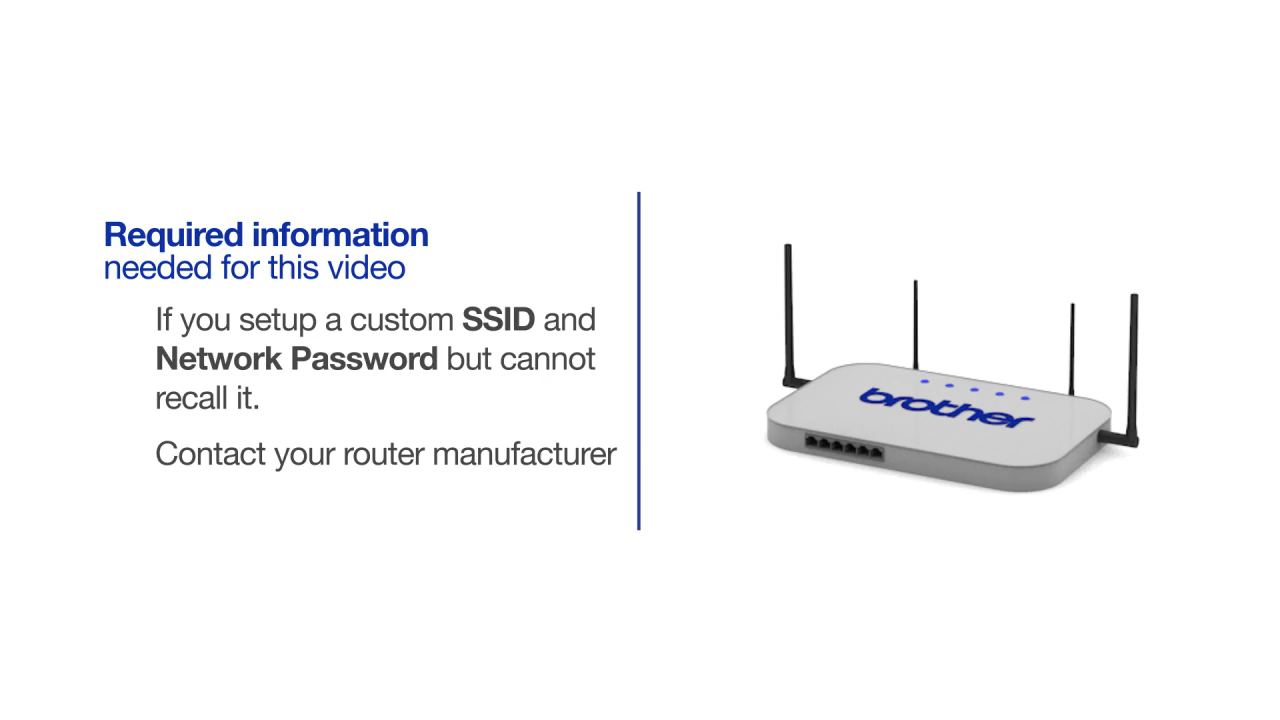 Required information
needed for this video
If you setup a custom SSID and
Network Password but cannot
recall it.
Contact your router manufacturer
brother